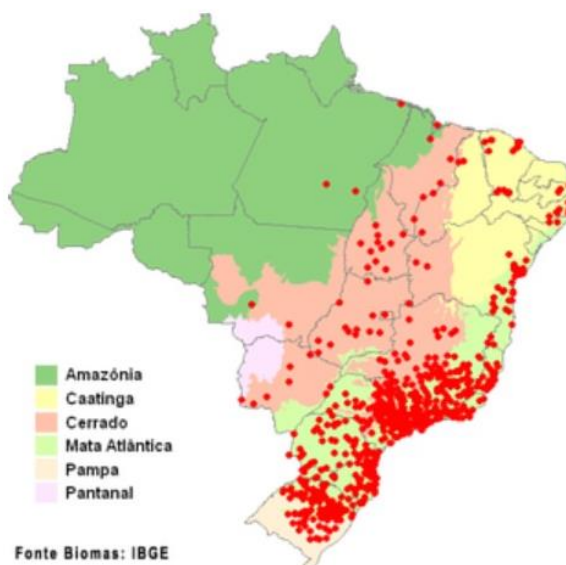 Amazônia
Caatinga
Cerrado
Mata Atlântica
Pampa
Pantanal
Fonte Biomas: IBGE